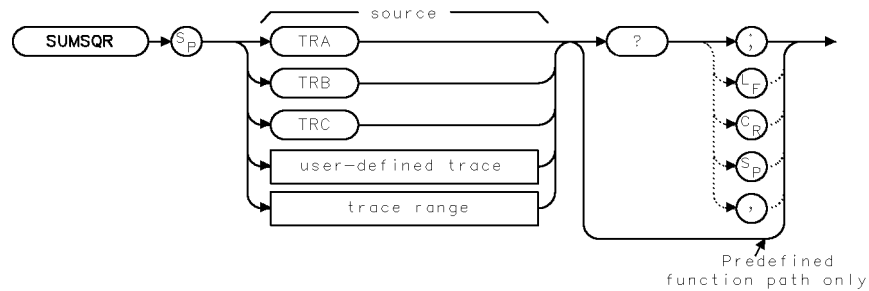 source
SUMSQR SP TRA ? ;
TRB LF
TRC CR
user-defined trace SP
trace range ,
Predefined
function path only